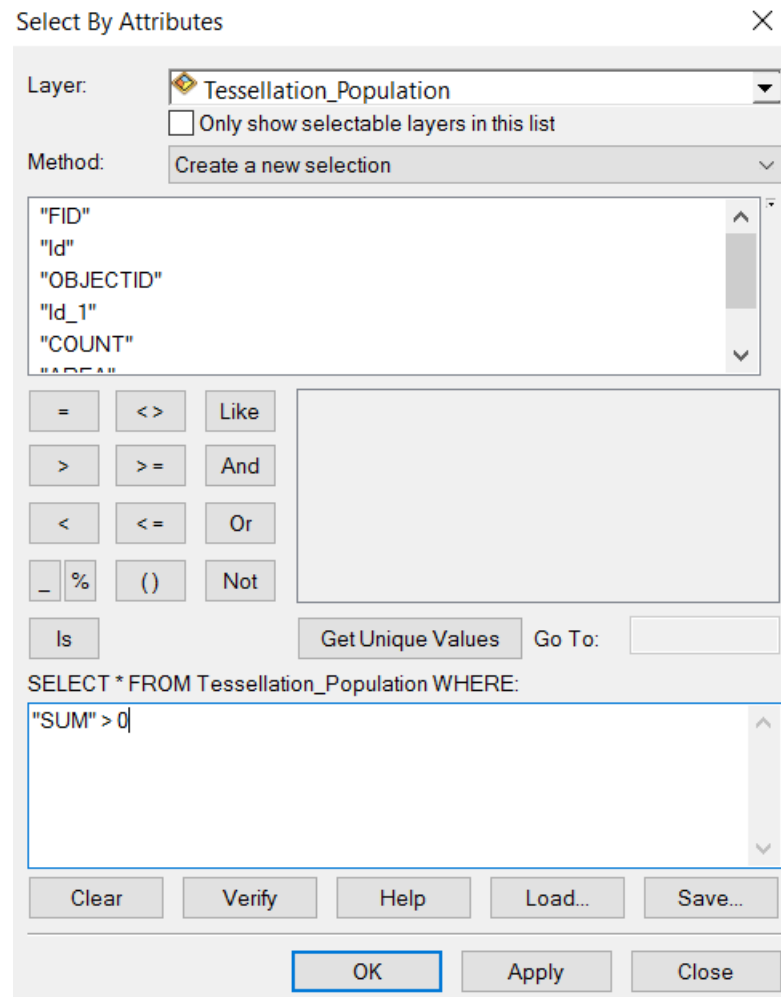 Select By Attributes
Layer: Tessellation_Population
Only show selectable layers in this list
Method: Create a new selection
"FID"
"Id"
"OBJECTID"
"Id_1"
"COUNT"
"AREA"
= < > Like
> > = And
< < = Or
_ % ( ) Not
Is Get Unique Values Go To:
SELECT * FROM Tessellation_Population WHERE:
"SUM" > 0
Clear Verify Help Load... Save...
OK Apply Close